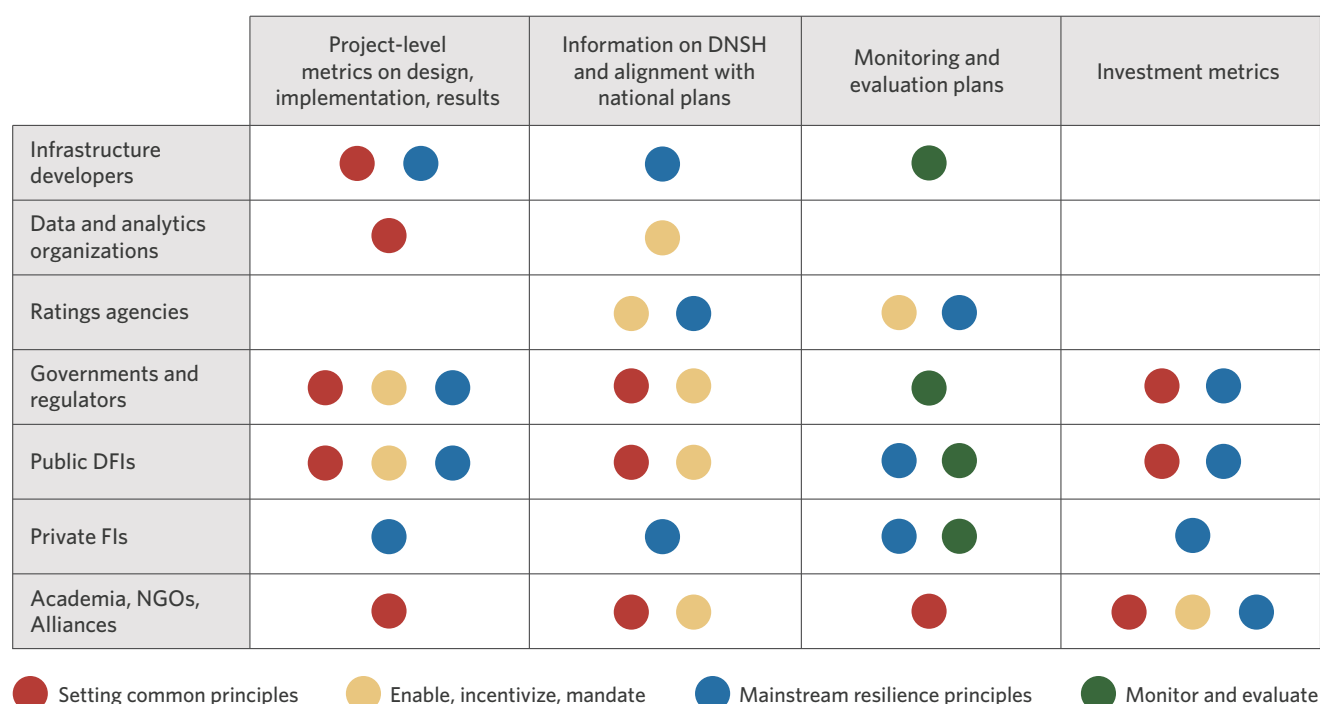 Project-level
metrics on design,
implementation, results
Information on DNSH
and alignment with
national plans
Monitoring and
evaluation plans
Investment metrics
Infrastructure
developers
Data and analytics
organizations
Ratings agencies
Governments and
regulators
Public DFIs
Private FIs
Academia, NGOs,
Alliances
Setting common principles
Enable, incentivize, mandate
Mainstream resilience principles
Monitor and evaluate